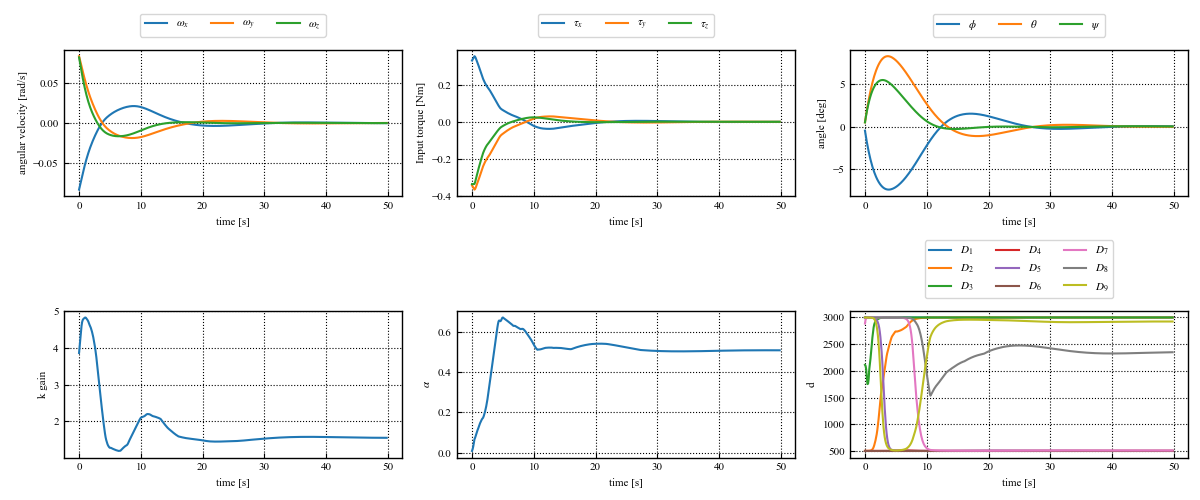 ωx ωy ωz
angular velocity [rad/s]
0.05
0.00
−0.05
0 10 20 30 40 50
time [s]
τx τy τz
Input torque [Nm]
0.2
0.0
−0.2
−0.4
0 10 20 30 40 50
time [s]
ϕ θ ψ
angle [deg]
5
0
−5
0 10 20 30 40 50
time [s]
k gain
5
4
3
2
0 10 20 30 40 50
time [s]
α
0.6
0.4
0.2
0.0
0 10 20 30 40 50
time [s]
D1 D4 D7
D2 D5 D8
D3 D6 D9
d
3000
2500
2000
1500
1000
500
0 10 20 30 40 50
time [s]